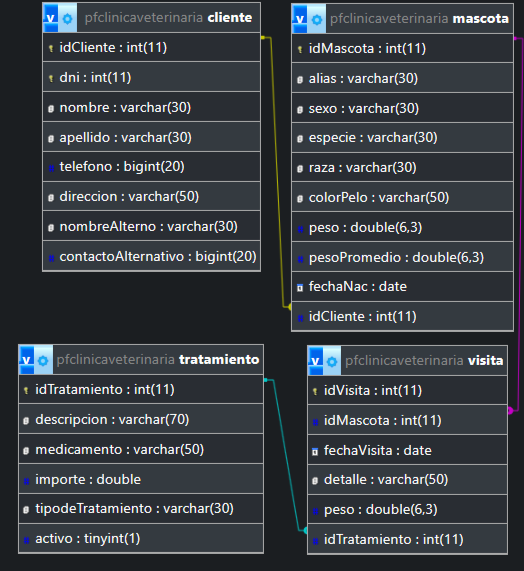 pfclinicaveterinaria cliente
idCliente : int(11)
dni : int(11)
nombre : varchar(30)
apellido : varchar(30)
telefono : bigint(20)
direccion : varchar(50)
nombreAlterno : varchar(30)
contactoAlternativo : bigint(20)
pfclinicaveterinaria mascota
idMascota : int(11)
alias : varchar(30)
sexo : varchar(30)
especie : varchar(30)
raza : varchar(30)
colorPelo : varchar(50)
peso : double(6,3)
pesoPromedio : double(6,3)
fechaNac : date
idCliente : int(11)
pfclinicaveterinaria tratamiento
idTratamiento : int(11)
descripcion : varchar(70)
medicamento : varchar(50)
importe : double
tipodeTratamiento : varchar(30)
activo : tinyint(1)
pfclinicaveterinaria visita
idVisita : int(11)
idMascota : int(11)
fechaVisita : date
detalle : varchar(50)
peso : double(6,3)
idTratamiento : int(11)